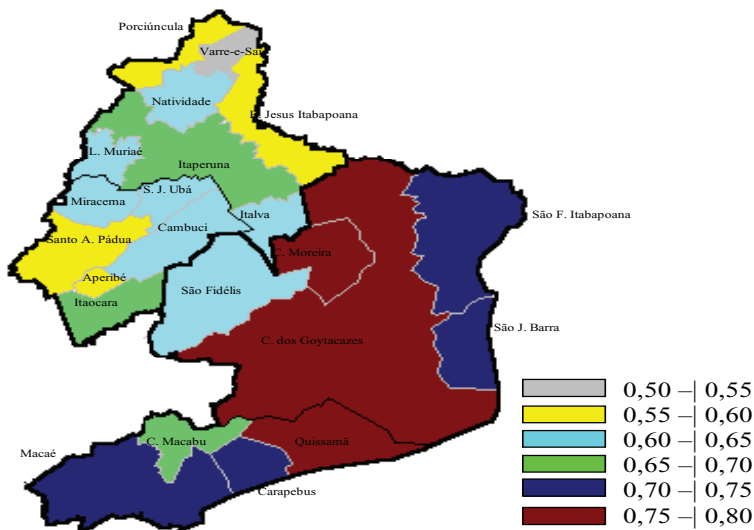 Porciúncula
Varre-e-Sai
Natividade
B. Jesus Itabapoana
L. Muriaé
Itaperuna
S. J. Ubá
Miracema
Italva
São F. Itabapoana
Cambuci
Santo A. Pádua
C. Moreira
Aperibé
São Fidélis
Itaocara
São J. Barra
C. dos Goytacazes
C. Macabu
Quissamã
Macaé
Carapebus
0,50 –| 0,55
0,55 –| 0,60
0,60 –| 0,65
0,65 –| 0,70
0,70 –| 0,75
0,75 –| 0,80